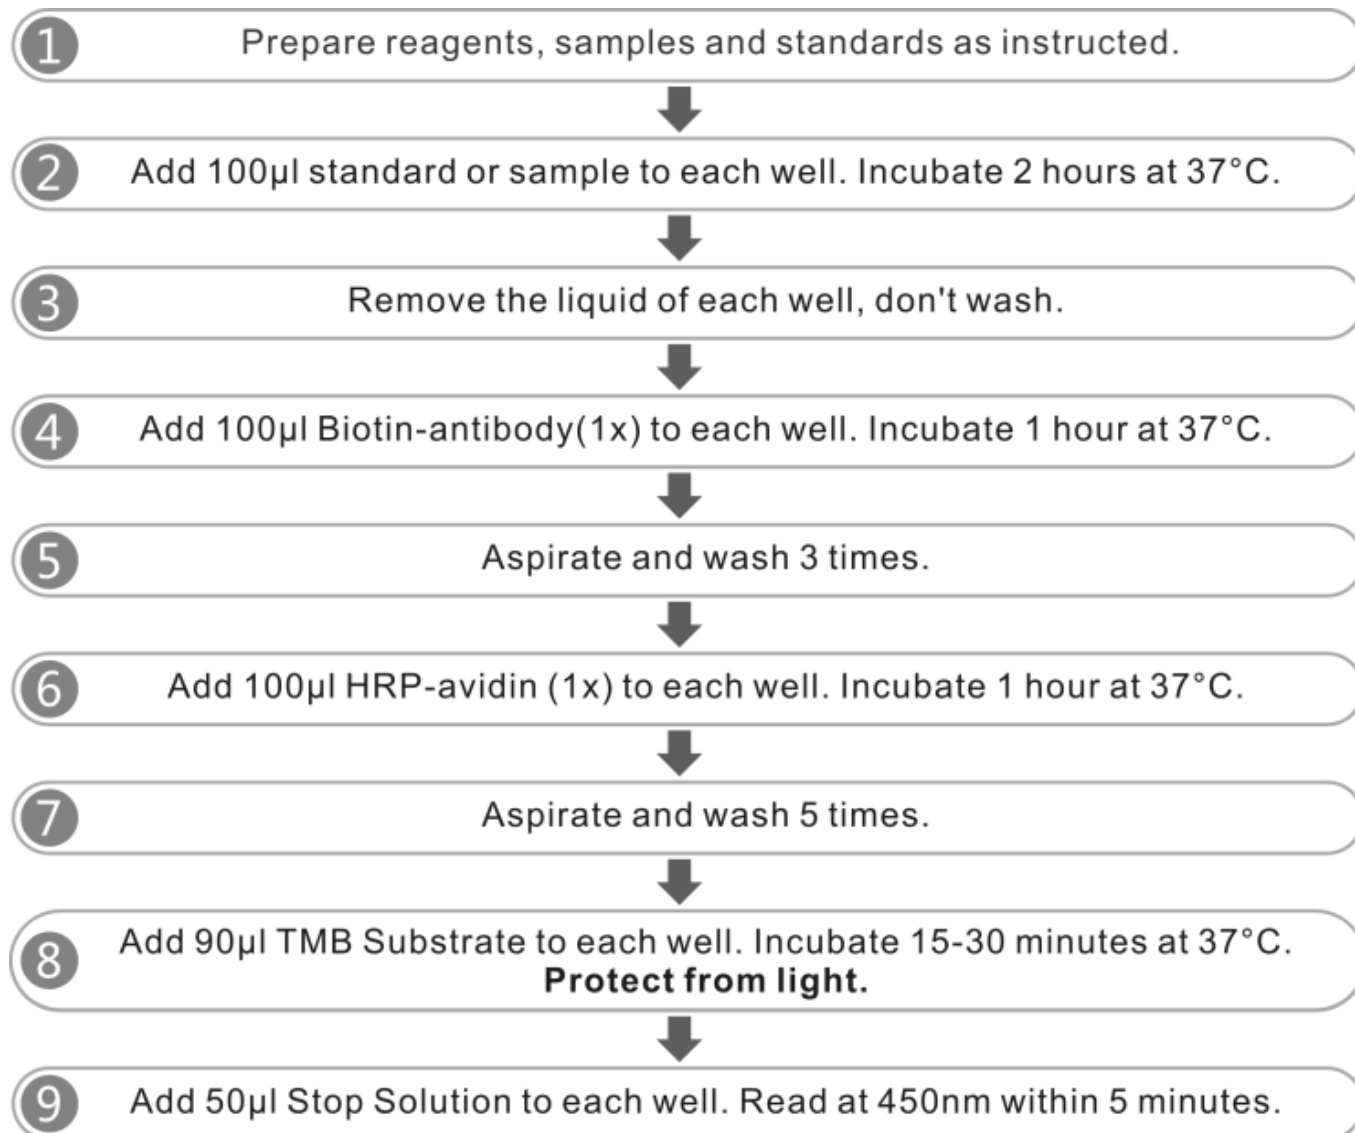 1
Prepare reagents, samples and standards as instructed.
2
Add 100µl standard or sample to each well. Incubate 2 hours at 37°C.
3
Remove the liquid of each well, don't wash.
4
Add 100µl Biotin-antibody(1x) to each well. Incubate 1 hour at 37°C.
5
Aspirate and wash 3 times.
6
Add 100µl HRP-avidin (1x) to each well. Incubate 1 hour at 37°C.
7
Aspirate and wash 5 times.
8
Add 90µl TMB Substrate to each well. Incubate 15-30 minutes at 37°C.
Protect from light.
9
Add 50µl Stop Solution to each well. Read at 450nm within 5 minutes.